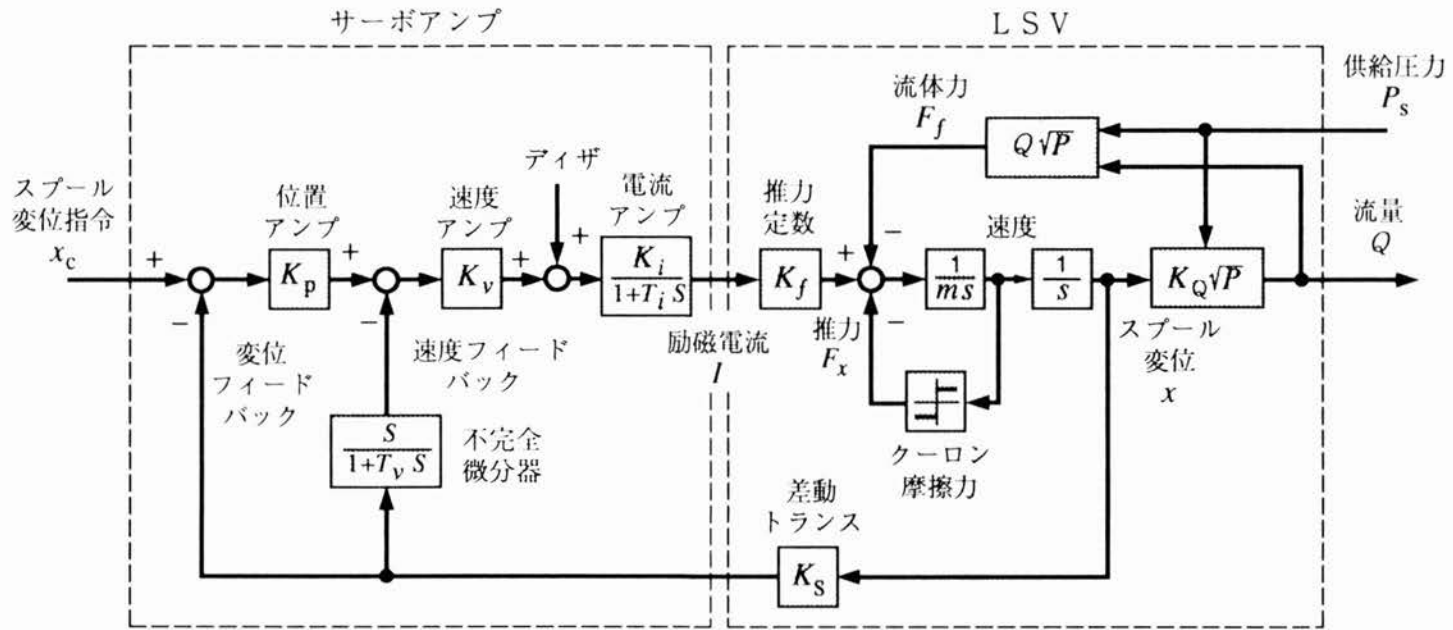 サーボアンプ
LSV
供給圧力
P_s
流体力
F_f
Q√P
ディザ
スプール
変位指令
x_c
位置
アンプ
速度
アンプ
電流
アンプ
推力
定数
速度
流量
Q
+
+
+
+
+
−
K_p
K_v
K_i
1+T_i S
K_f
1
ms
1
s
K_Q√P
−
−
−
変位
フィード
バック
速度フィード
バック
励磁電流
I
推力
F_x
スプール
変位
x
S
1+T_v S
不完全
微分器
クーロン
摩擦力
差動
トランス
K_S